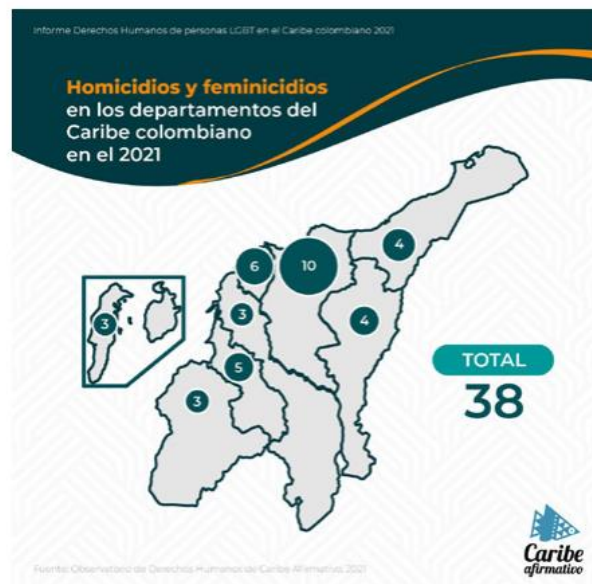 Informe Derechos Humanos de personas LGBT en el Caribe colombiano 2021
Homicidios y feminicidios
en los departamentos del
Caribe colombiano
en el 2021
4
6
10
3
3
4
5
3
TOTAL
38
Caribe
afirmativo
Fuente: Observatorio de Derechos Humanos de Caribe Afirmativo, 2021